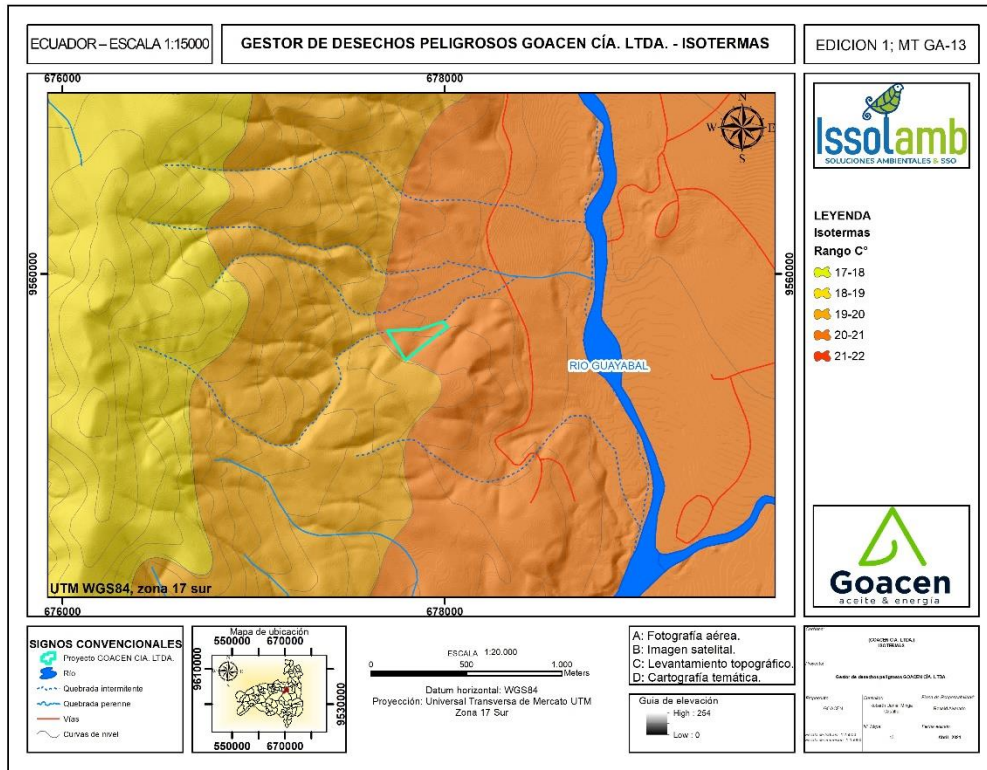 ECUADOR – ESCALA 1:15000
GESTOR DE DESECHOS PELIGROSOS GOACEN CÍA. LTDA. - ISOTERMAS
EDICION 1; MT GA-13
676000
678000
N
W
E
S
9560000
9560000
RIO GUAYABAL
UTM WGS84, zona 17 sur
676000
678000
Issolamb
SOLUCIONES AMBIENTALES & SSO
LEYENDA
Isotermas
Rango C°
17-18
18-19
19-20
20-21
21-22
Goacen
aceite & energía
SIGNOS CONVENCIONALES
Proyecto GOACEN CIA. LTDA.
Río
Quebrada intermitente
Quebrada perenne
Vías
Curvas de nivel
Mapa de ubicación
550000 670000
9610000
9530000
550000 670000
ESCALA 1:20.000
0 500 1.000
Meters
Datum horizontal: WGS84
Proyección: Universal Transversa de Mercato UTM
Zona 17 Sur
A: Fotografía aérea.
B: Imagen satelital.
C: Levantamiento topográfico.
D: Cartografía temática.
Guia de elevación
High : 254
Low : 0
ISOTERMAS
Gestor de desechos peligrosos GOACEN CÍA. LTDA
GOACEN